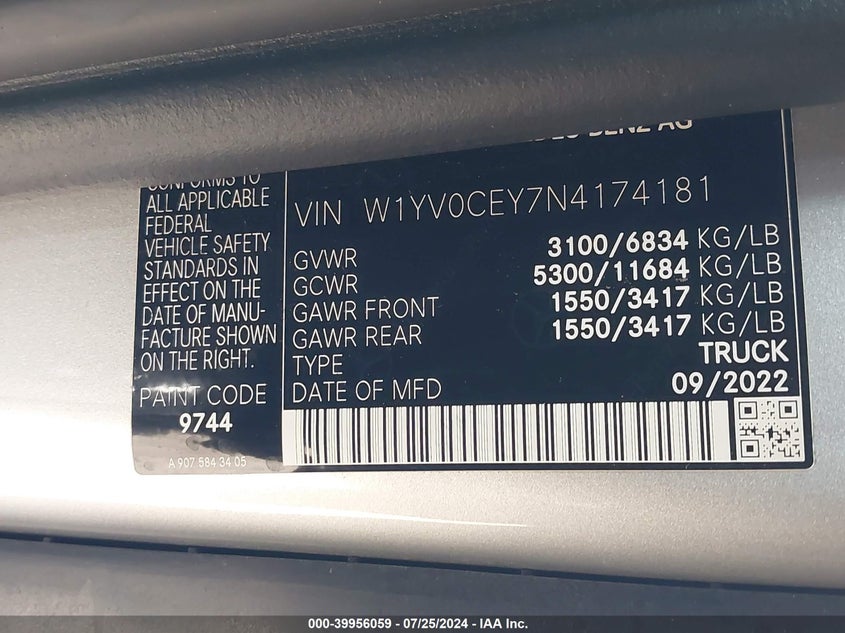 BENZ AG
ALL APPLICABLE
FEDERAL
VEHICLE SAFETY
STANDARDS IN
EFFECT ON THE
DATE OF MANU-
FACTURE SHOWN
ON THE RIGHT.
PAINT CODE
9744
A 907 584 34 05
VIN W1YV0CEY7N4174181
GVWR 3100/6834 KG/LB
GCWR 5300/11684 KG/LB
GAWR FRONT 1550/3417 KG/LB
GAWR REAR 1550/3417 KG/LB
TYPE TRUCK
DATE OF MFD 09/2022
000-39956059 - 07/25/2024 - IAA Inc.